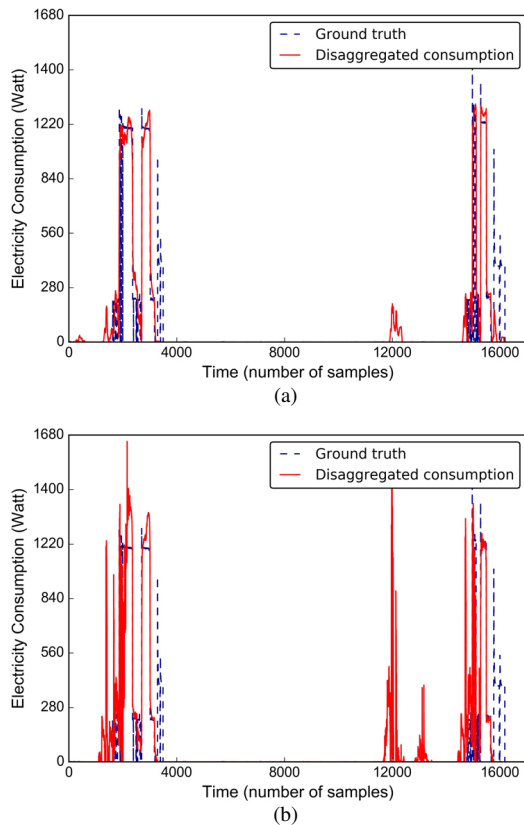 1680
1400
1220
840
560
280
0
Electricity Consumption (Watt)
Ground truth
Disaggregated consumption
0 4000 8000 12000 16000
Time (number of samples)
(a)
1680
1400
1220
840
560
280
0
Electricity Consumption (Watt)
Ground truth
Disaggregated consumption
0 4000 8000 12000 16000
Time (number of samples)
(b)